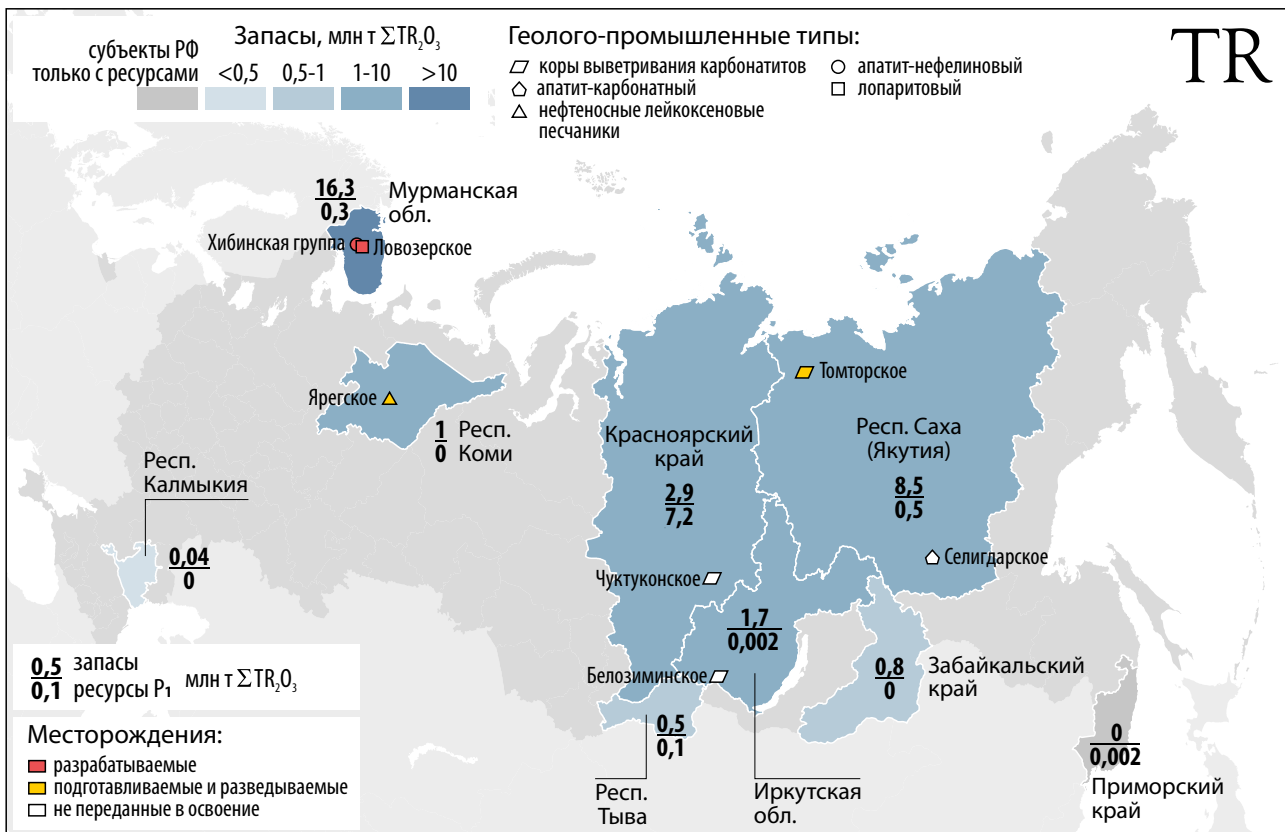 субъекты РФ
только с ресурсами
Запасы, млн т ΣTR₂O₃
<0,5 0,5-1 1-10 >10
Геолого-промышленные типы:
коры выветривания карбонатитов
апатит-карбонатный
нефтеносные лейкоксеновые
песчаники
апатит-нефелиновый
лопаритовый
TR
16,3
0,3
Мурманская
обл.
Хибинская группа
Ловозерское
Ярегское
1
0
Респ.
Коми
Респ.
Калмыкия
0,04
0
Красноярский
край
2,9
7,2
Томторское
Респ. Саха
(Якутия)
8,5
0,5
Селигдарское
Чуктуконское
1,7
0,002
Белозиминское
0,8
0
Забайкальский
край
0,5
0,1
0
0,002
Приморский
край
Респ.
Тыва
Иркутская
обл.
0,5 запасы
0,1 ресурсы P₁
млн т ΣTR₂O₃
Месторождения:
разрабатываемые
подготавливаемые и разведываемые
не переданные в освоение